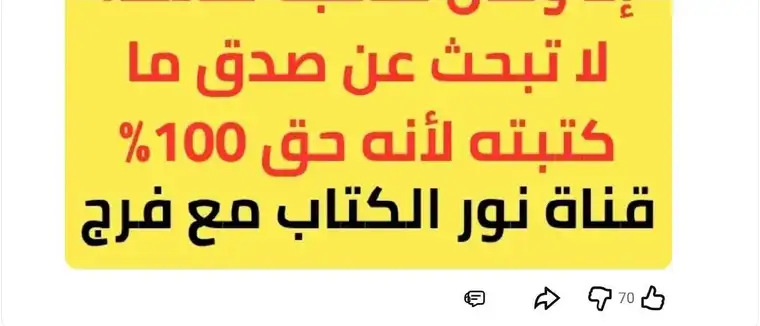 لا تبحث عن صدق ما
كتبته لأنه حق 100%
قناة نور الكتاب مع فرج
70